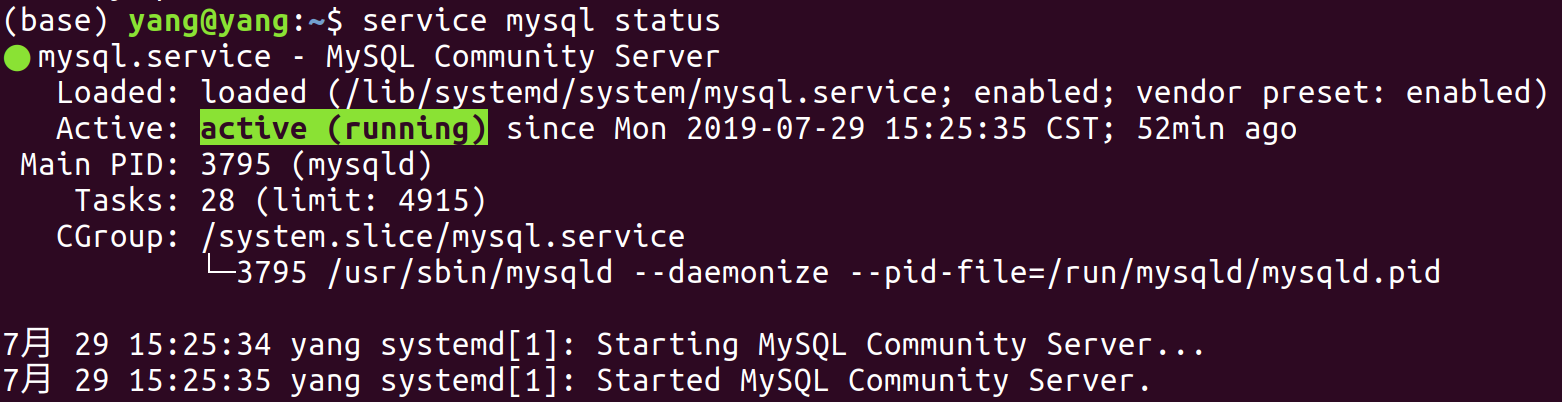 (base) yang@yang:~$ service mysql status
● mysql.service - MySQL Community Server
   Loaded: loaded (/lib/systemd/system/mysql.service; enabled; vendor preset: enabled)
   Active: active (running) since Mon 2019-07-29 15:25:35 CST; 52min ago
 Main PID: 3795 (mysqld)
    Tasks: 28 (limit: 4915)
   CGroup: /system.slice/mysql.service
           └─3795 /usr/sbin/mysqld --daemonize --pid-file=/run/mysqld/mysqld.pid

7月 29 15:25:34 yang systemd[1]: Starting MySQL Community Server...
7月 29 15:25:35 yang systemd[1]: Started MySQL Community Server.